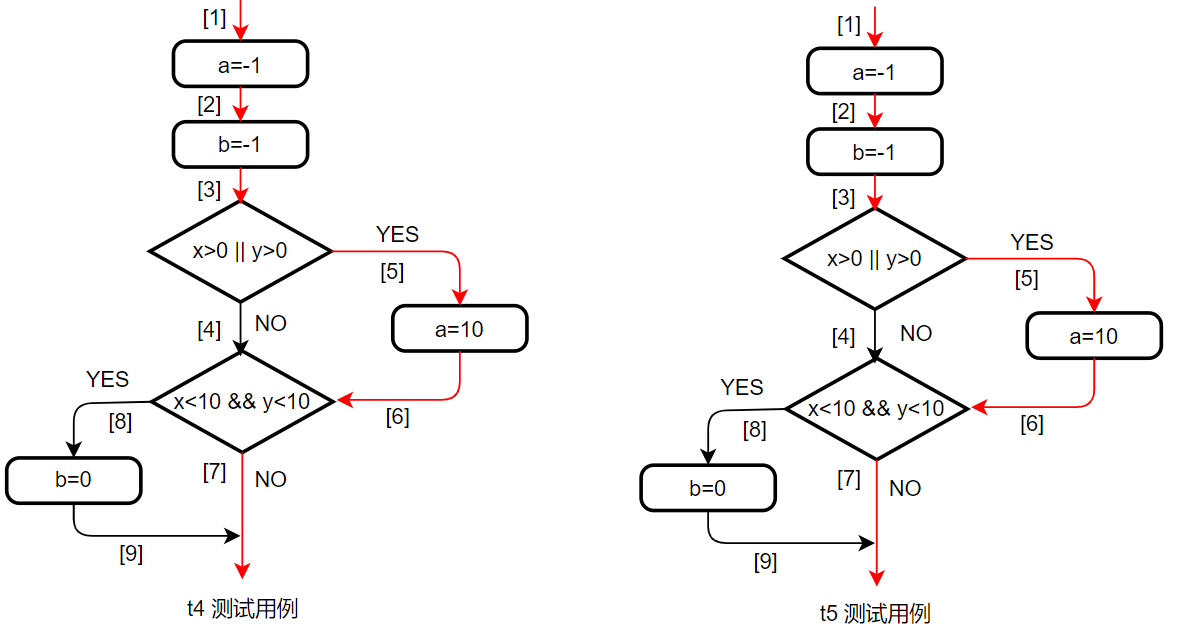 [1]
a=-1
[2]
b=-1
[3]
x>0 || y>0
YES
[5]
[4]
NO
a=10
YES
x<10 && y<10
[8]
[6]
b=0
[7]
NO
[9]
t4 测试用例
[1]
a=-1
[2]
b=-1
[3]
x>0 || y>0
YES
[5]
[4]
NO
a=10
YES
x<10 && y<10
[8]
[6]
b=0
[7]
NO
[9]
t5 测试用例